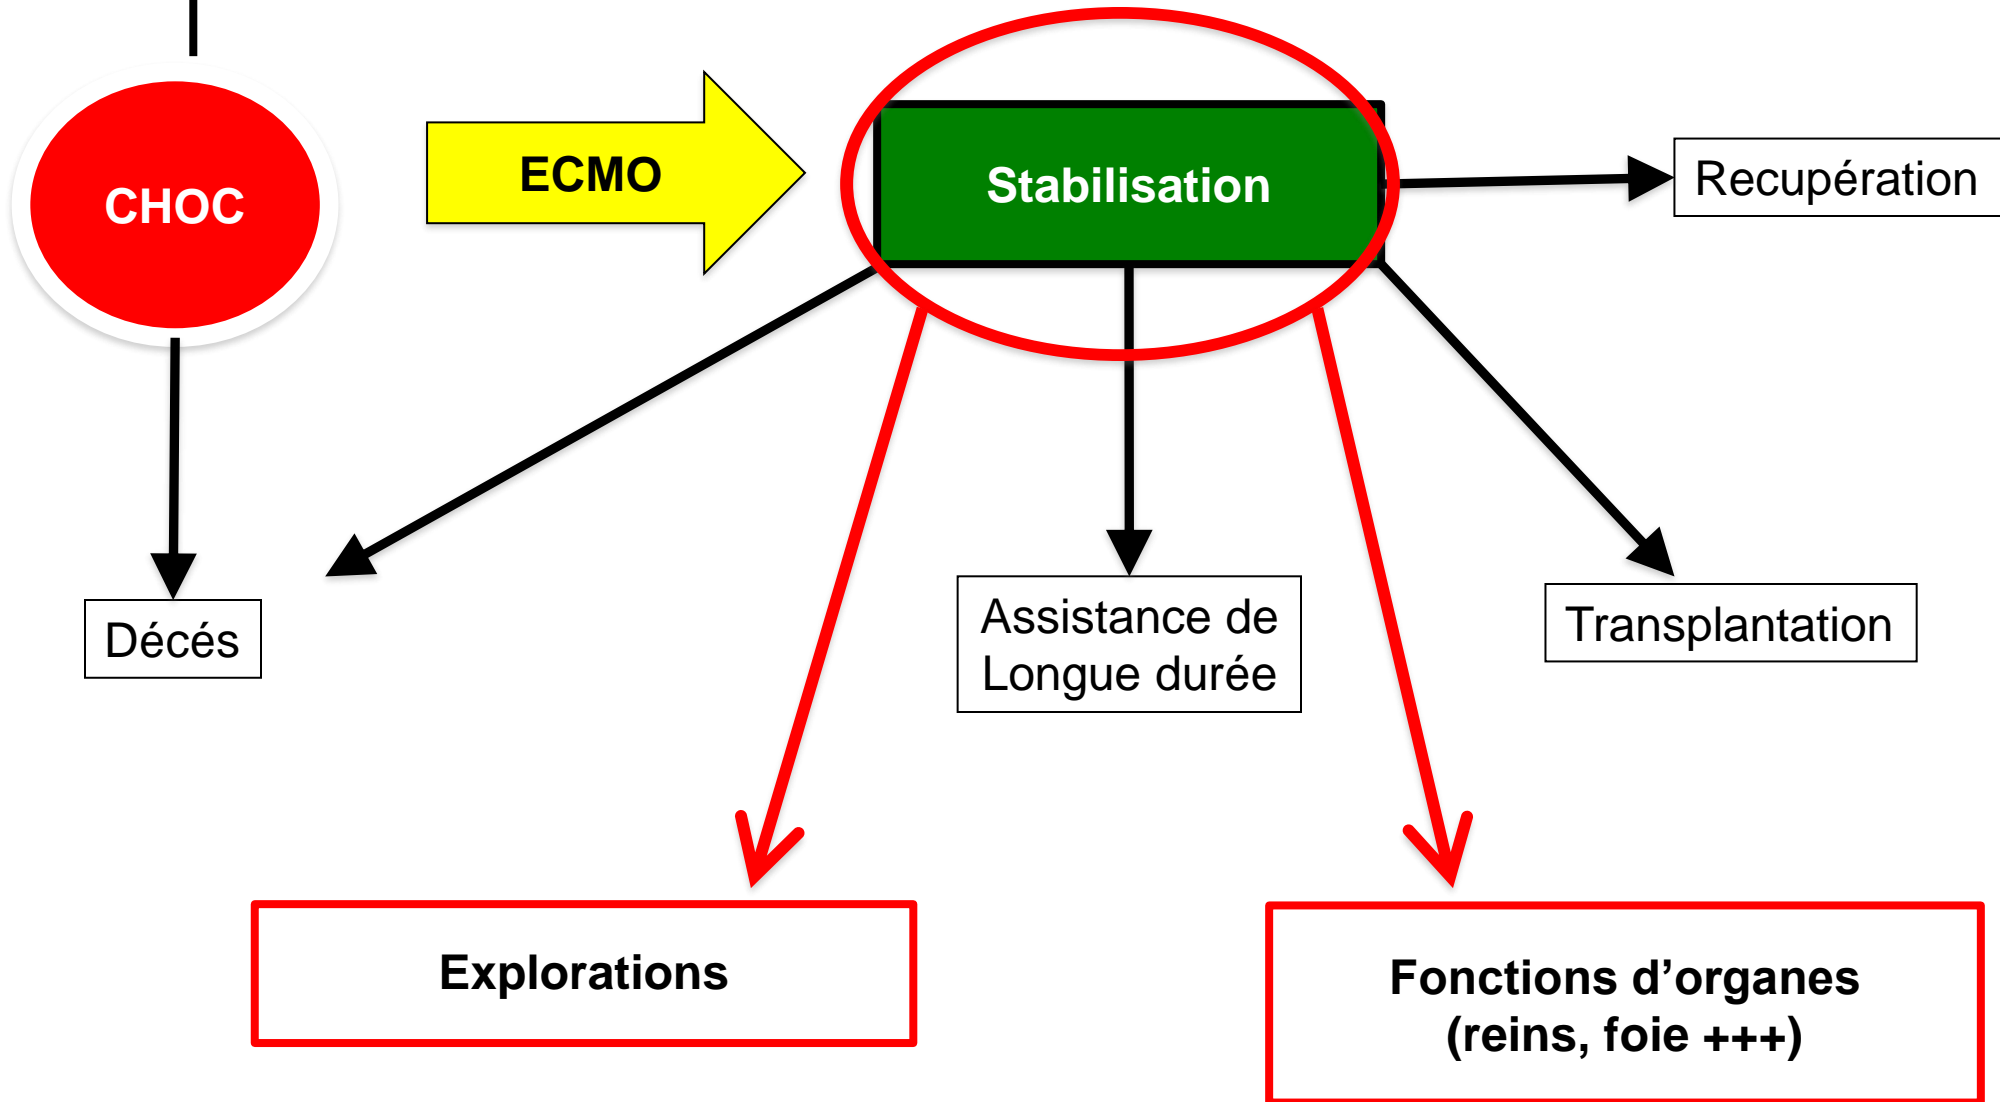 CHOC
ECMO
Stabilisation
Recupération
Décés
Assistance de
Longue durée
Transplantation
Explorations
Fonctions d’organes
(reins, foie +++)